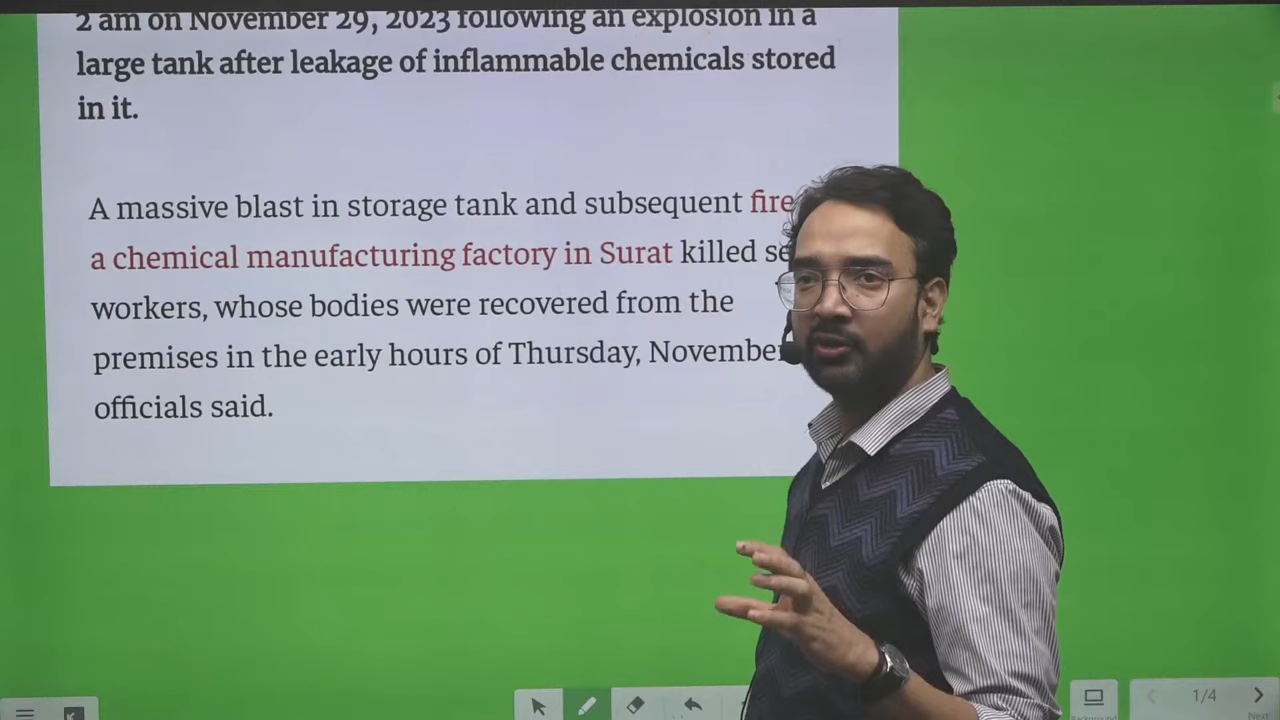 2 am on November 29, 2023 following an explosion in a
large tank after leakage of inflammable chemicals stored
in it.
A massive blast in storage tank and subsequent fire
a chemical manufacturing factory in Surat killed
workers, whose bodies were recovered from the
premises in the early hours of Thursday, November
officials said.
1/4